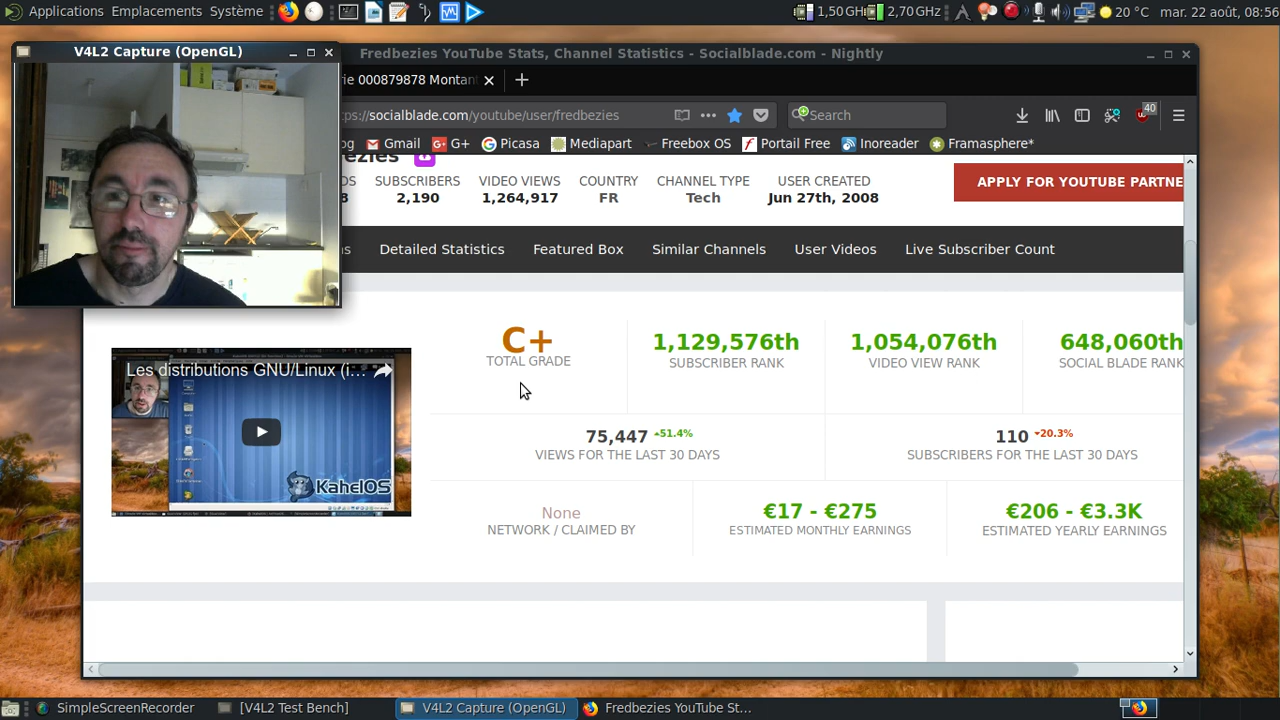 Applications Emplacements Système 1,50 GHz 2,70 GHz 20 °C mar. 22 août, 08:56
V4L2 Capture (OpenGL)
Fredbezies YouTube Stats, Channel Statistics - Socialblade.com - Nightly
000879878 Montan
socialblade.com/youtube/user/fredbezies
Search
40
Gmail G+ Picasa Mediapart Freebox OS Portail Free Inoreader Framasphere*
SUBSCRIBERS VIDEO VIEWS COUNTRY CHANNEL TYPE USER CREATED
2,190 1,264,917 FR Tech Jun 27th, 2008
APPLY FOR YOUTUBE PARTNE
Detailed Statistics Featured Box Similar Channels User Videos Live Subscriber Count
C+ 1,129,576th 1,054,076th 648,060th
TOTAL GRADE SUBSCRIBER RANK VIDEO VIEW RANK SOCIAL BLADE RANK
Les distributions GNU/Linux (i...
KahelOS
75,447 51.4% 110 -20.3%
VIEWS FOR THE LAST 30 DAYS SUBSCRIBERS FOR THE LAST 30 DAYS
None €17 - €275 €206 - €3.3K
NETWORK / CLAIMED BY ESTIMATED MONTHLY EARNINGS ESTIMATED YEARLY EARNINGS
SimpleScreenRecorder [V4L2 Test Bench] V4L2 Capture (OpenGL) Fredbezies YouTube St...